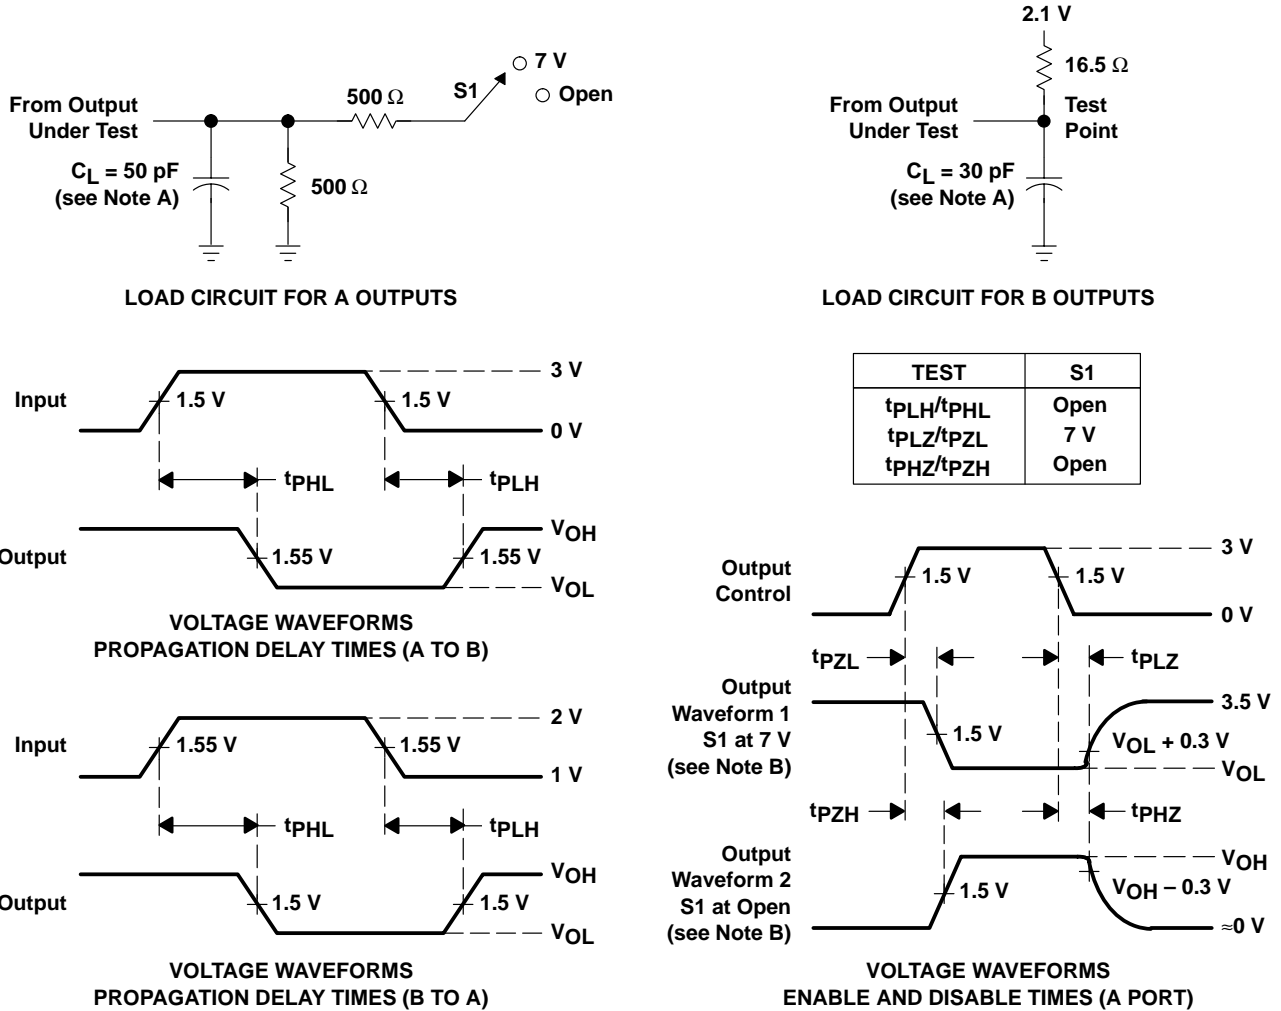 7 V
S1
Open
500 Ω
From Output
Under Test
CL = 50 pF
(see Note A)
500 Ω
LOAD CIRCUIT FOR A OUTPUTS
2.1 V
16.5 Ω
From Output
Under Test
Test
Point
CL = 30 pF
(see Note A)
LOAD CIRCUIT FOR B OUTPUTS
TEST S1
tPLH/tPHL Open
tPLZ/tPZL 7 V
tPHZ/tPZH Open
3 V
Input 1.5 V 1.5 V
0 V
tPHL tPLH
VOH
Output 1.55 V 1.55 V
VOL
VOLTAGE WAVEFORMS
PROPAGATION DELAY TIMES (A TO B)
2 V
Input 1.55 V 1.55 V
1 V
tPHL tPLH
VOH
Output 1.5 V 1.5 V
VOL
VOLTAGE WAVEFORMS
PROPAGATION DELAY TIMES (B TO A)
3 V
Output
Control
1.5 V 1.5 V
0 V
tPZL tPLZ
Output
Waveform 1
S1 at 7 V
(see Note B)
3.5 V
1.5 V
VOL + 0.3 V
VOL
tPZH tPHZ
Output
Waveform 2
S1 at Open
(see Note B)
VOH
1.5 V
VOH – 0.3 V
≈0 V
VOLTAGE WAVEFORMS
ENABLE AND DISABLE TIMES (A PORT)